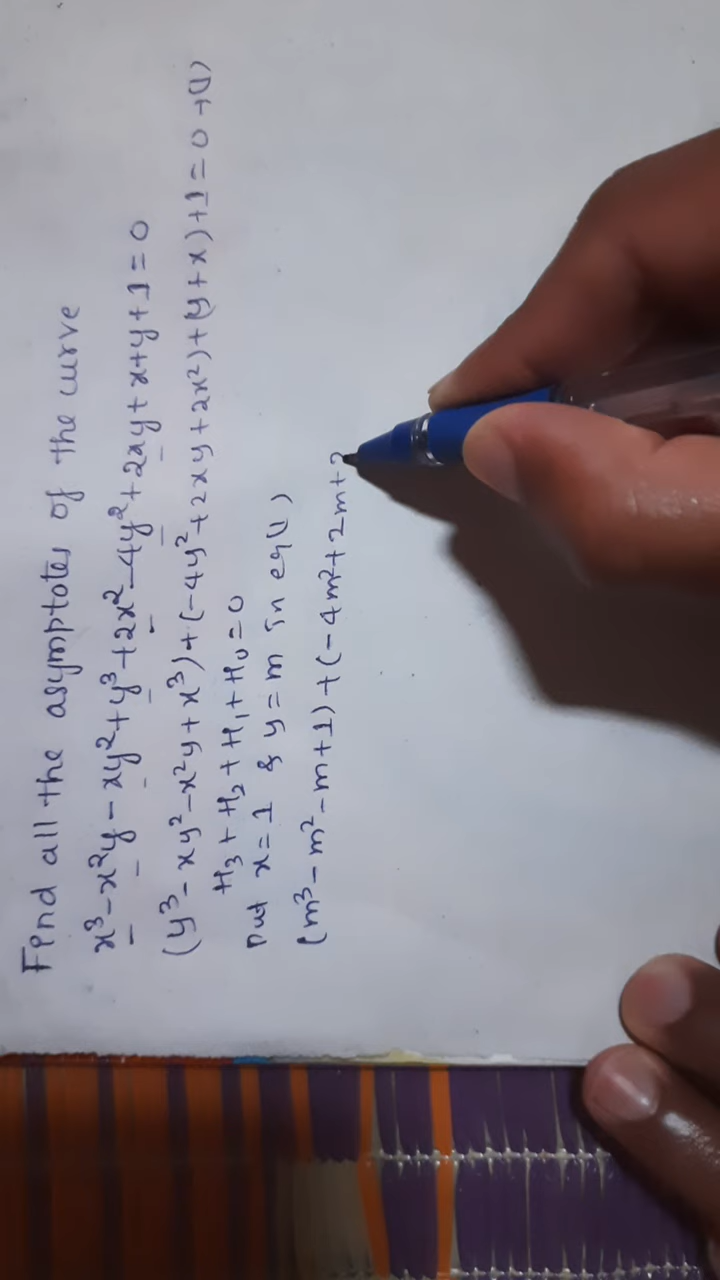 Find all the asymptotes of the curve
x³-x²y-xy²+y³+2x²-4y²+2xy+x+y+1=0
(y³-xy²-x²y+x³)+(-4y²+2xy+2x²)+(y+x)+1=0→(1)
H₃+H₂+H₁+H₀=0
Put x=1 & y=m in eq(1)
(m³-m²-m+1)+(-4m²+2m+2